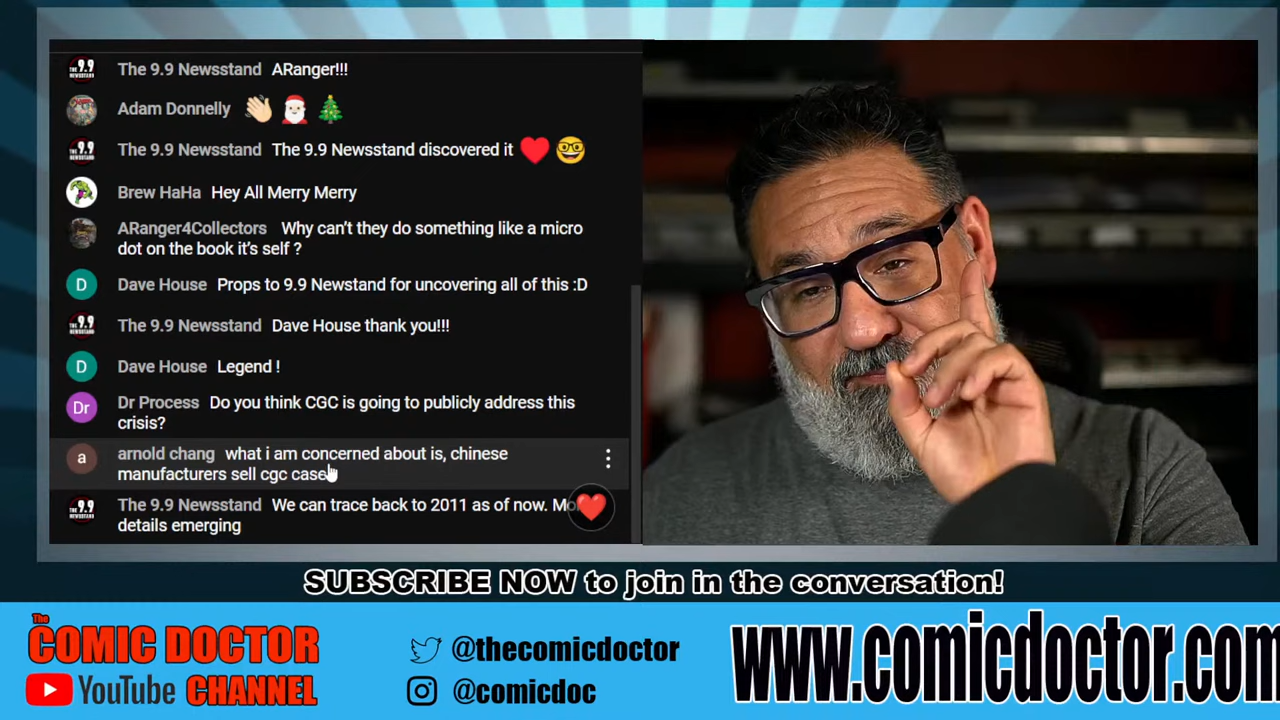 The 9.9 Newsstand ARanger!!!
Adam Donnelly 👋🏻 🎅🏻 🎄
The 9.9 Newsstand The 9.9 Newsstand discovered it ❤️ 🤓
Brew HaHa Hey All Merry Merry
ARanger4Collectors Why can't they do something like a micro
dot on the book it's self ?
D Dave House Props to 9.9 Newstand for uncovering all of this :D
The 9.9 Newsstand Dave House thank you!!!
D Dave House Legend !
Dr Dr Process Do you think CGC is going to publicly address this
crisis?
a arnold chang what i am concerned about is, chinese
manufacturers sell cgc case
The 9.9 Newsstand We can trace back to 2011 as of now.
details emerging
SUBSCRIBE NOW to join in the conversation!
The
COMIC DOCTOR
YouTube CHANNEL
@thecomicdoctor
@comicdoc
www.comicdoctor.com